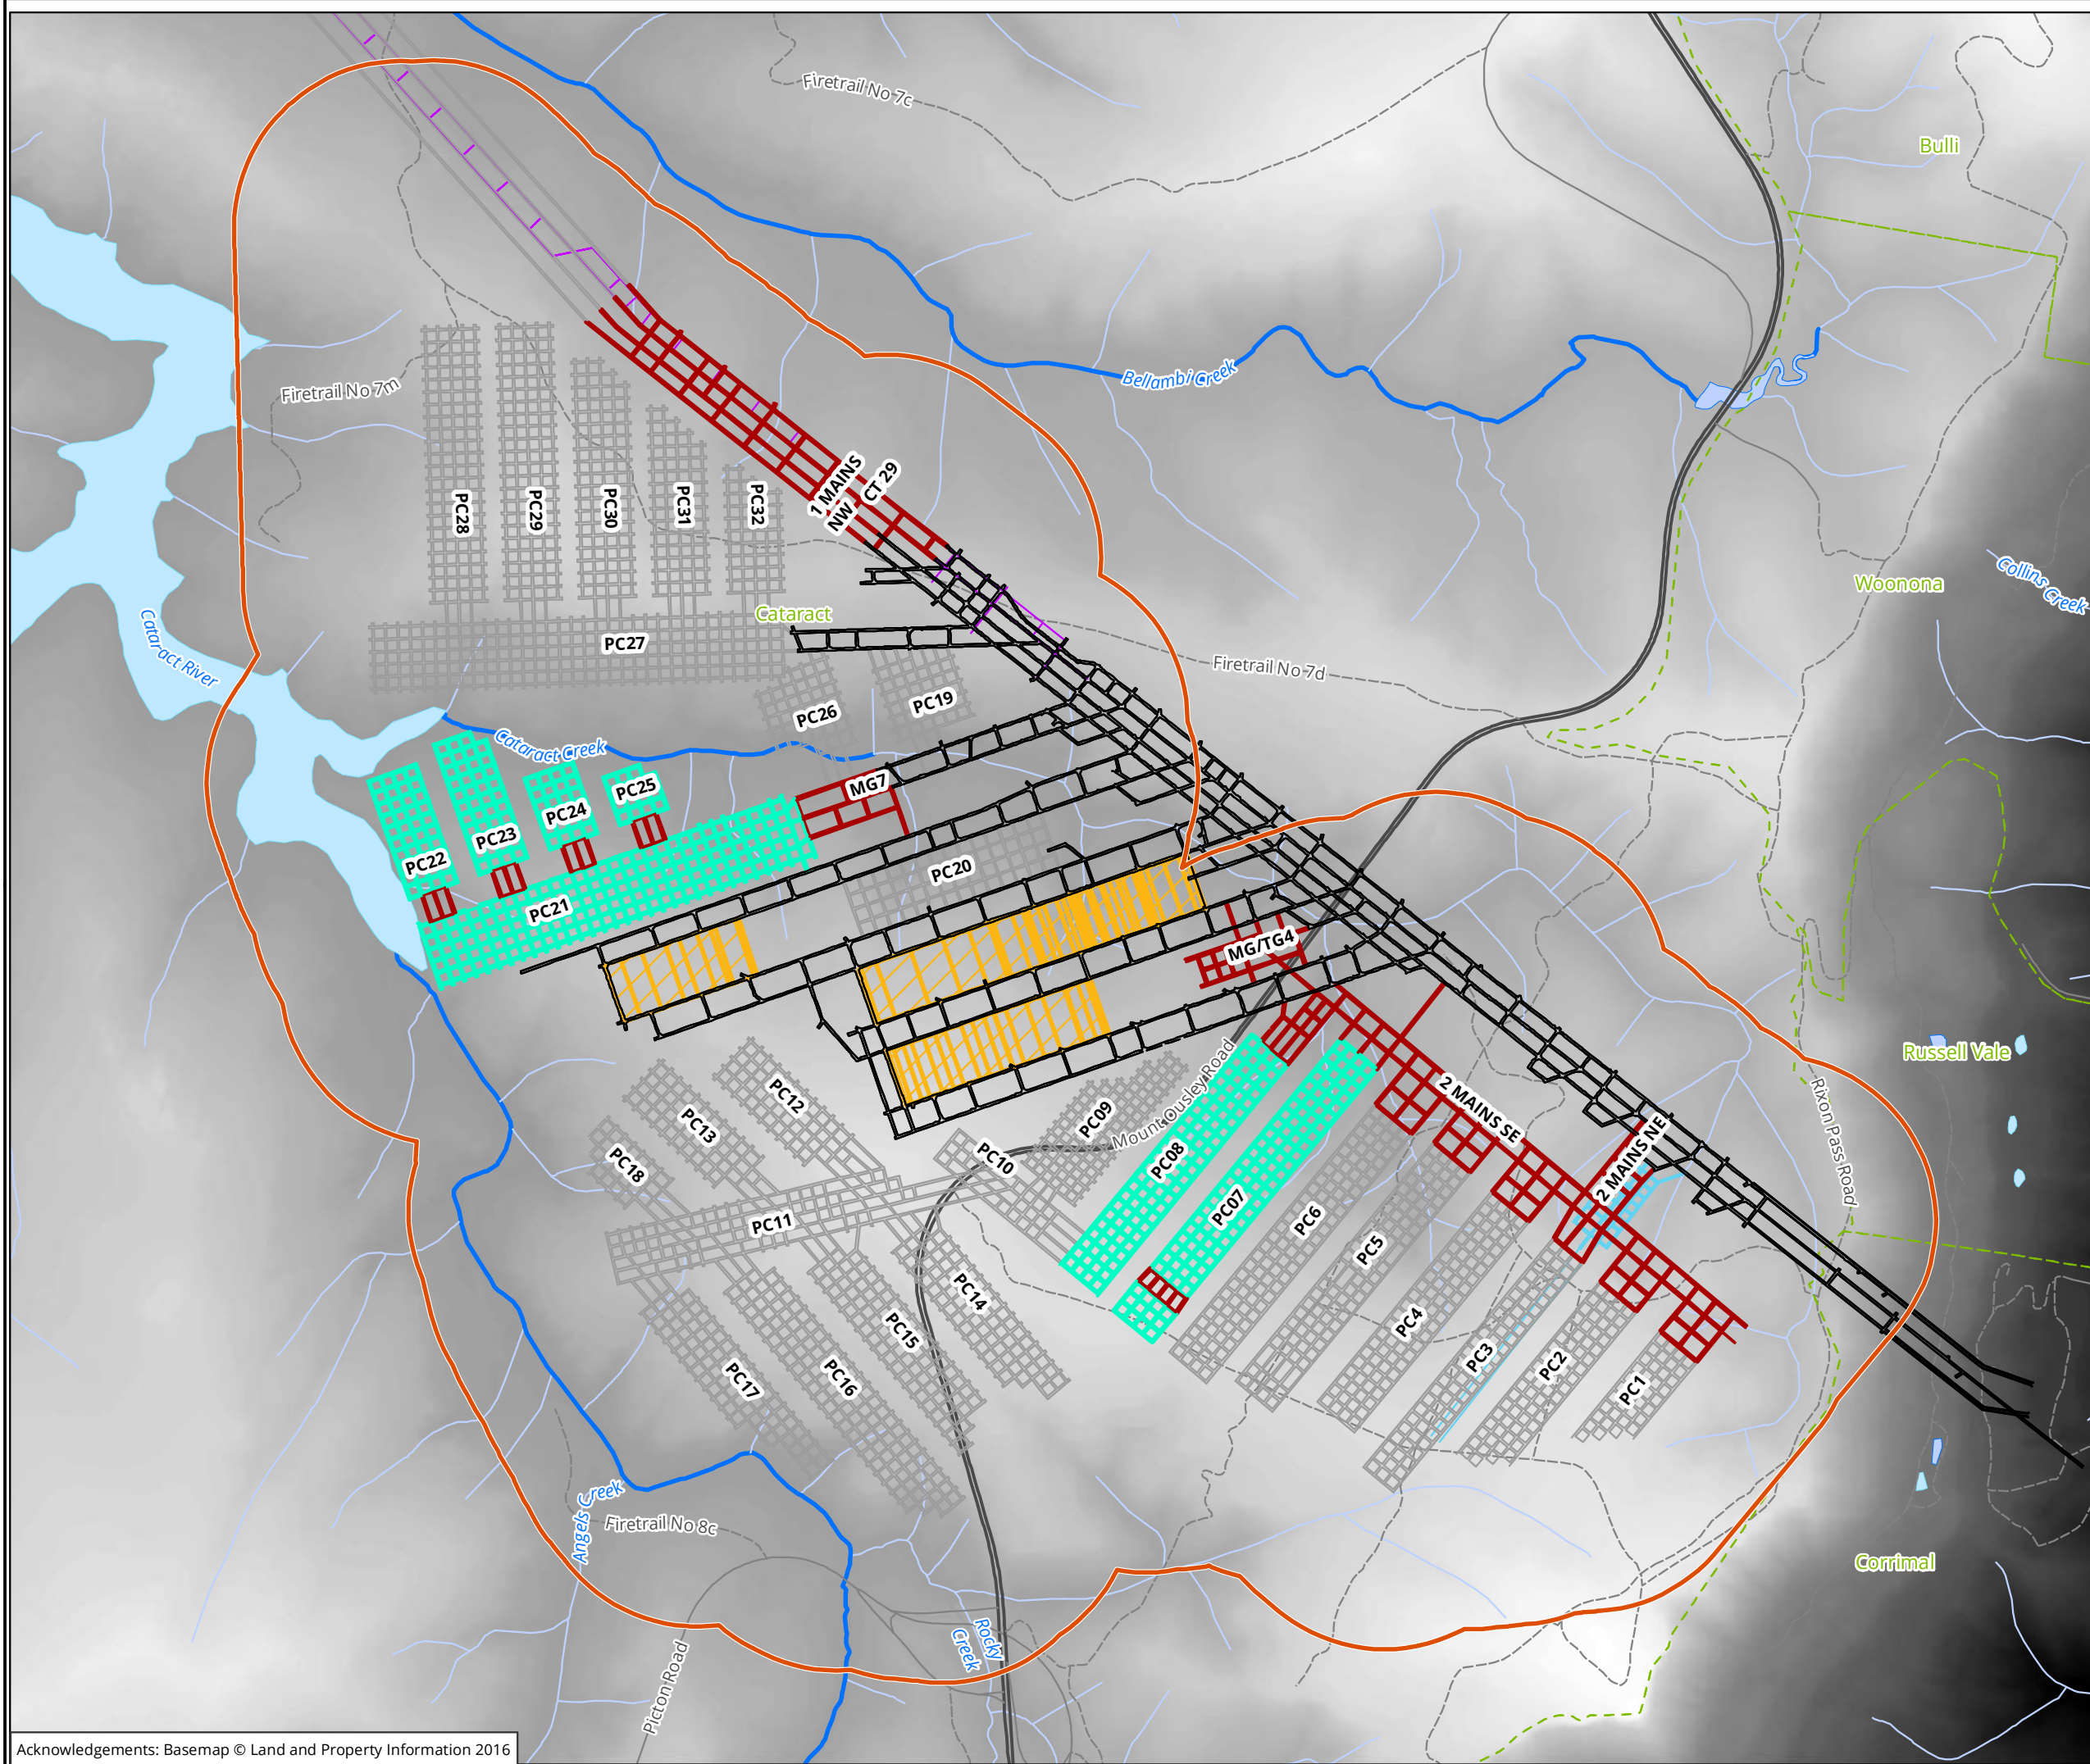 Firetrail No 7c
Bulli
Bellambi Creek
Firetrail No 7m
1 MAINS
NW
CT 29
PC28
PC29
PC30
PC31
PC32
Woonona
Collins Creek
Cataract
PC27
Cataract River
Firetrail No 7d
PC26
PC19
Cataract Creek
MG7
PC25
PC24
PC23
PC22
PC20
PC21
MG/TG4
Russell Vale
Mount Ousley Road
2 MAINS SE
Rixon Pass Road
PC12
PC13
PC09
PC18
PC10
PC08
2 MAINS NE
PC11
PC07
PC6
PC5
PC14
PC4
PC15
PC3
PC2
PC1
PC17
PC16
Angels Creek
Firetrail No 8c
Corrimal
Rocky
Creek
Picton Road
Acknowledgements: Basemap © Land and Property Information 2016